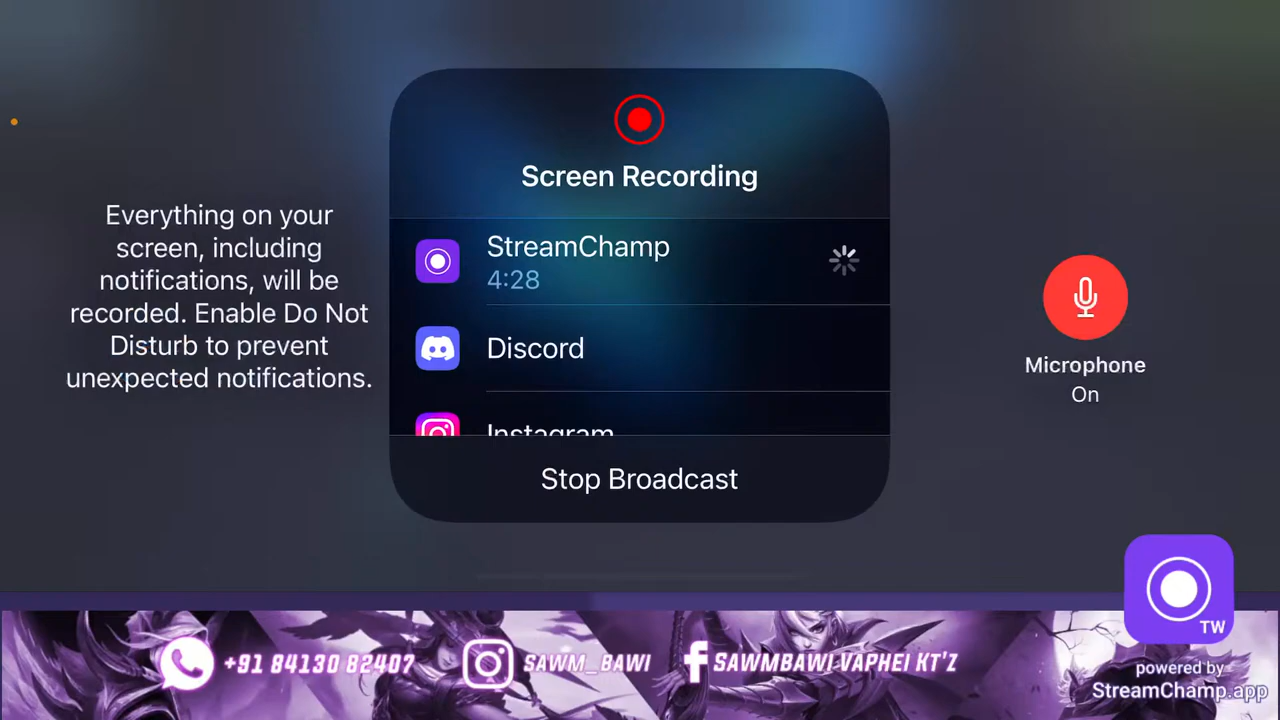 Everything on your
screen, including
notifications, will be
recorded. Enable Do Not
Disturb to prevent
unexpected notifications.
Screen Recording
StreamChamp
4:28
Discord
Instagram
Stop Broadcast
Microphone
On
TW
powered by
StreamChamp.app
+91 84130 82407
SAWM_BAWI
SAWMBAWI VAPHEI KT'Z